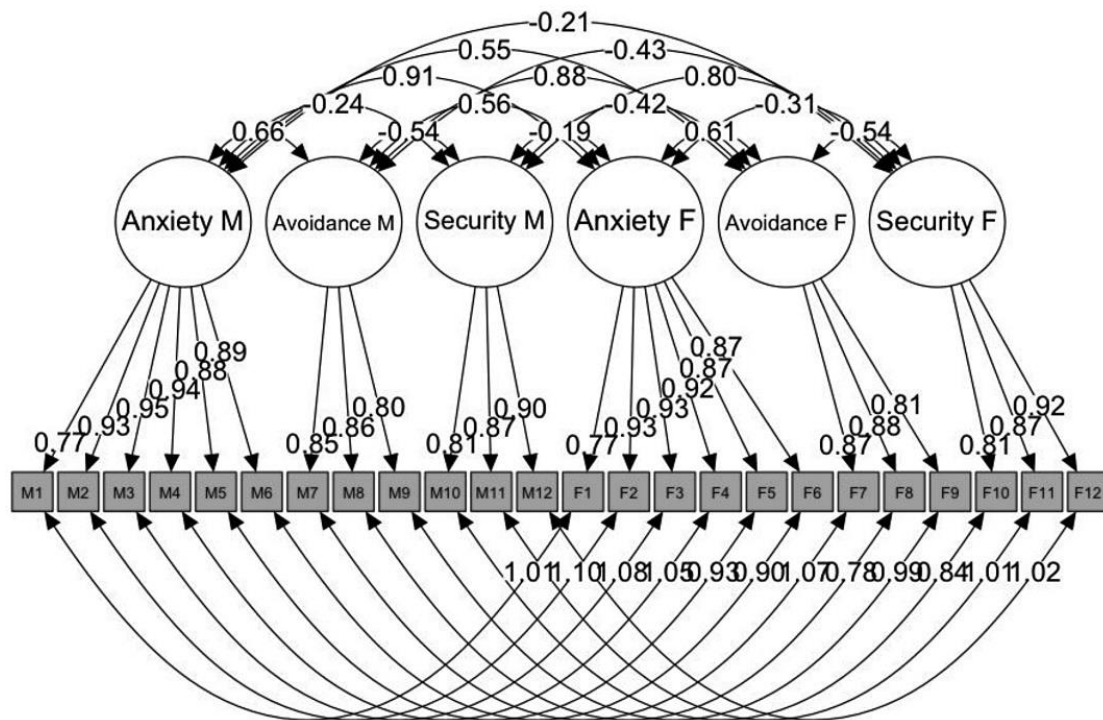 -0.21
0.55 -0.43
0.91 0.88 0.80
-0.24 0.56 -0.42 -0.31
0.66 -0.54 -0.19 0.61 -0.54
Anxiety M Avoidance M Security M Anxiety F Avoidance F Security F
0.77 0.93 0.95 0.94 0.88 0.89 0.85 0.86 0.80 0.81 0.87 0.90 0.77 0.93 0.93 0.92 0.87 0.87 0.87 0.88 0.81 0.81 0.87 0.92
M1 M2 M3 M4 M5 M6 M7 M8 M9 M10 M11 M12 F1 F2 F3 F4 F5 F6 F7 F8 F9 F10 F11 F12
1.01 1.10 1.08 1.05 0.93 0.90 1.07 0.78 0.99 0.84 1.01 1.02